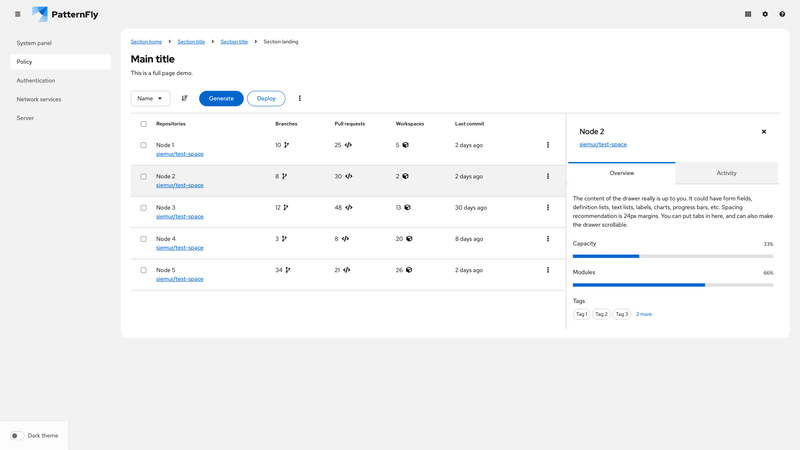 PatternFly
System panel
Policy
Authentication
Network services
Server
Section home
Section title
Section title
Section landing
Main title
This is a full page demo.
Name
Generate
Deploy
Repositories Branches Pull requests Workspaces Last commit
Node 1 10 25 5 2 days ago
siemur/test-space
Node 2 8 30 2 2 days ago
siemur/test-space
Node 3 12 48 13 30 days ago
siemur/test-space
Node 4 3 8 20 8 days ago
siemur/test-space
Node 5 34 21 26 2 days ago
siemur/test-space
Node 2
siemur/test-space
Overview Activity
The content of the drawer really is up to you. It could have form fields,
definition lists, text lists, labels, charts, progress bars, etc. Spacing
recommendation is 24px margins. You can put tabs in here, and can also make
the drawer scrollable.
Capacity 33%
Modules 66%
Tags
Tag 1 Tag 2 Tag 3 2 more
Dark theme